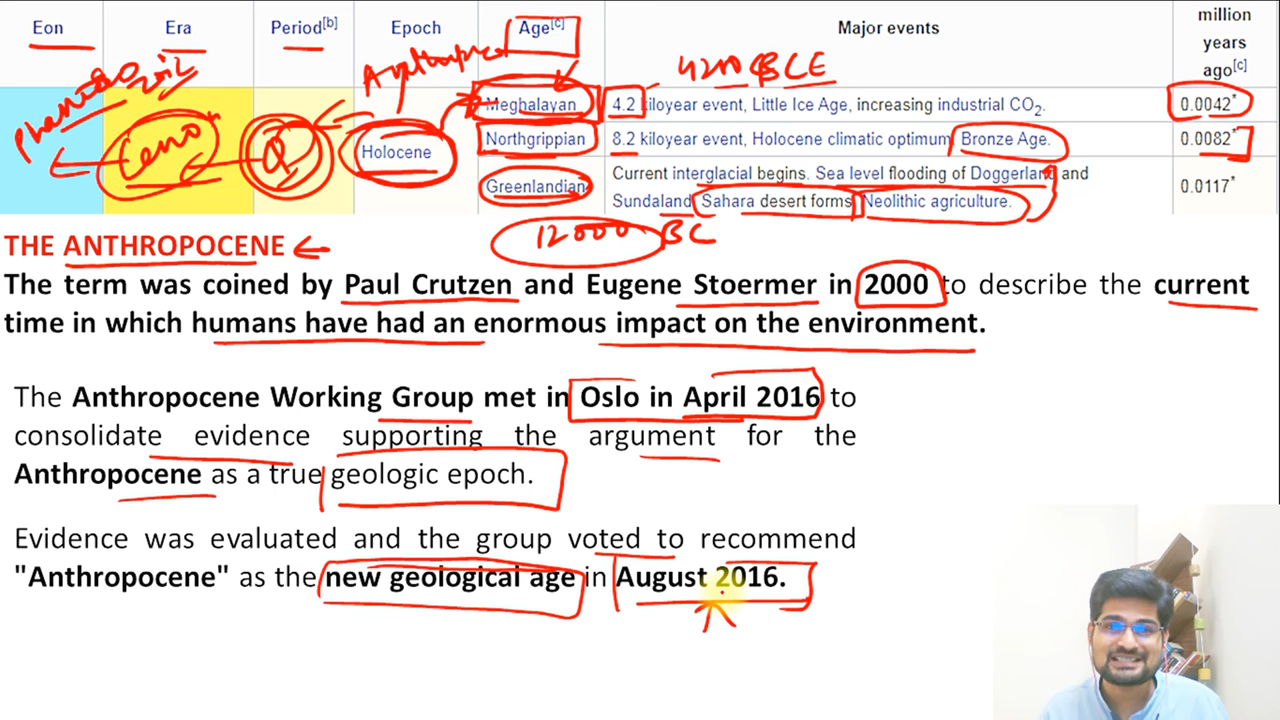 Eon Era Period[b] Epoch Age[c] Major events million years ago[c]
4200 BCE
Phanerozoic
Ceno
Q
Holocene
Meghalayan 4.2 kiloyear event, Little Ice Age, increasing industrial CO₂. 0.0042*
Northgrippian 8.2 kiloyear event, Holocene climatic optimum. Bronze Age. 0.0082*
Greenlandian Current interglacial begins. Sea level flooding of Doggerland and
Sundaland. Sahara desert forms. Neolithic agriculture. 0.0117*
12000 BC
THE ANTHROPOCENE
The term was coined by Paul Crutzen and Eugene Stoermer in 2000 to describe the current
time in which humans have had an enormous impact on the environment.
The Anthropocene Working Group met in Oslo in April 2016 to
consolidate evidence supporting the argument for the
Anthropocene as a true geologic epoch.
Evidence was evaluated and the group voted to recommend
"Anthropocene" as the new geological age in August 2016.